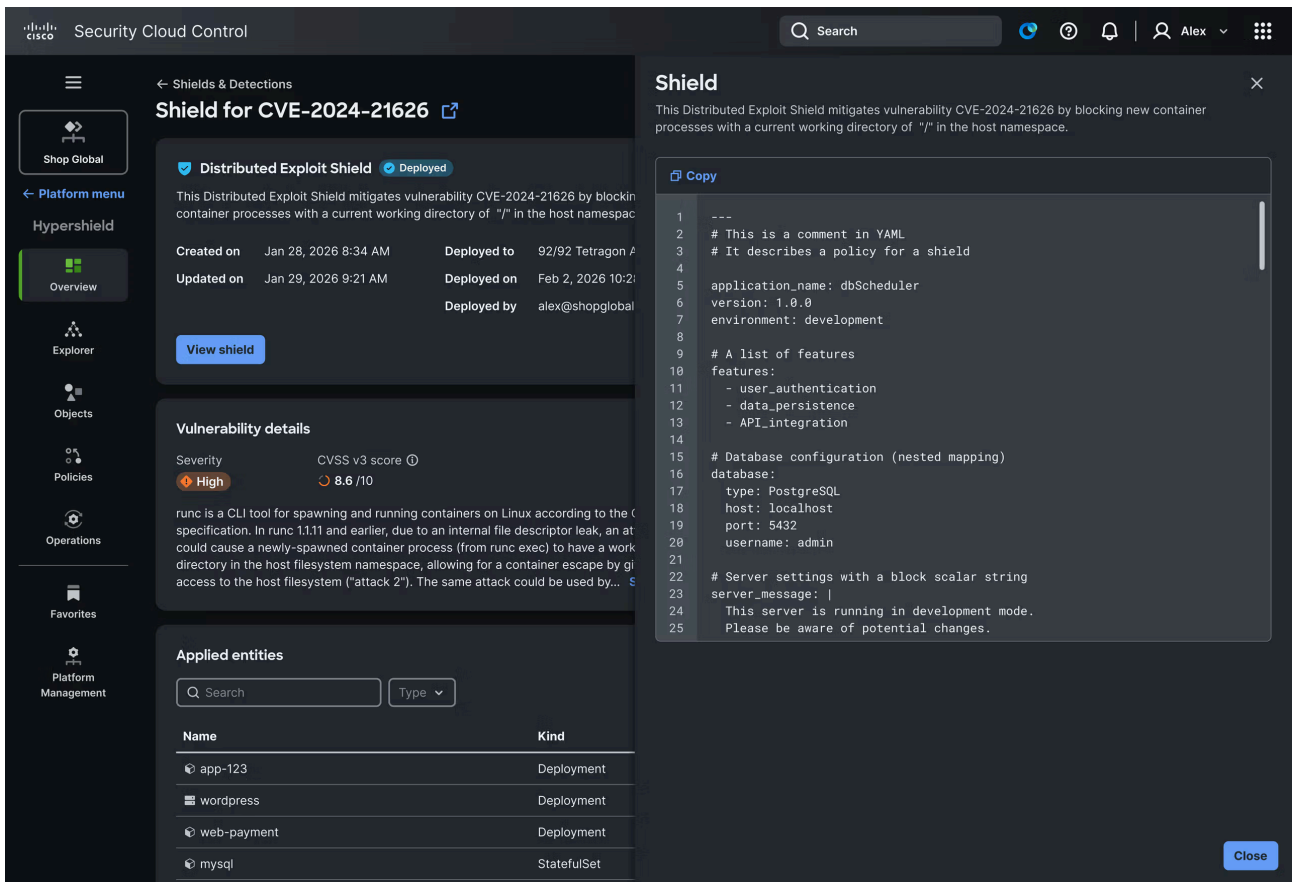 CISCO Security Cloud Control
Search
Alex
Shop Global
← Platform menu
Hypershield
Overview
Explorer
Objects
Policies
Operations
Favorites
Platform
Management
← Shields & Detections
Shield for CVE-2024-21626
Distributed Exploit Shield Deployed
This Distributed Exploit Shield mitigates vulnerability CVE-2024-21626 by blockin
container processes with a current working directory of "/" in the host namespac
Created on Jan 28, 2026 8:34 AM Deployed to 92/92 Tetragon A
Updated on Jan 29, 2026 9:21 AM Deployed on Feb 2, 2026 10:2
Deployed by alex@shopglobal
View shield
Vulnerability details
Severity CVSS v3 score
High 8.6 /10
runc is a CLI tool for spawning and running containers on Linux according to the
specification. In runc 1.1.11 and earlier, due to an internal file descriptor leak, an at
could cause a newly-spawned container process (from runc exec) to have a work
directory in the host filesystem namespace, allowing for a container escape by gi
access to the host filesystem ("attack 2"). The same attack could be used by... S
Applied entities
Search Type
Name Kind
app-123 Deployment
wordpress Deployment
web-payment Deployment
mysql StatefulSet
Shield
This Distributed Exploit Shield mitigates vulnerability CVE-2024-21626 by blocking new container
processes with a current working directory of "/" in the host namespace.
Copy
1 ---
2 # This is a comment in YAML
3 # It describes a policy for a shield
4
5 application_name: dbScheduler
6 version: 1.0.0
7 environment: development
8
9 # A list of features
10 features:
11 - user_authentication
12 - data_persistence
13 - API_integration
14
15 # Database configuration (nested mapping)
16 database:
17 type: PostgreSQL
18 host: localhost
19 port: 5432
20 username: admin
21
22 # Server settings with a block scalar string
23 server_message: |
24 This server is running in development mode.
25 Please be aware of potential changes.
Close